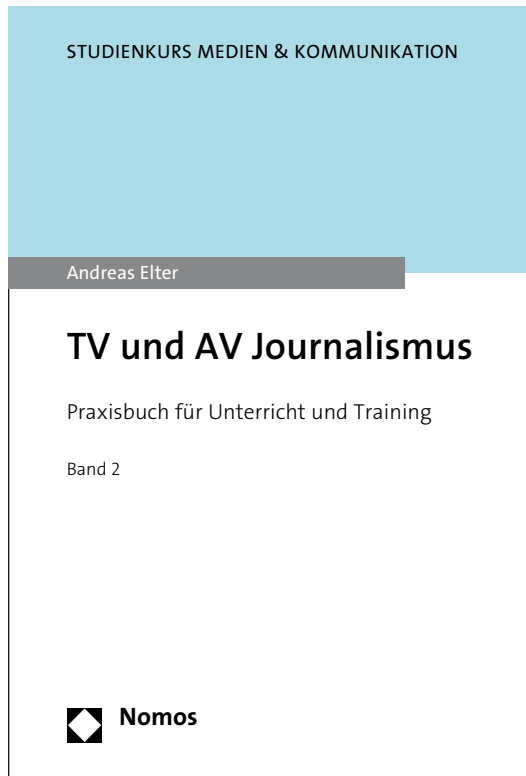 STUDIENKURS MEDIEN & KOMMUNIKATION
Andreas Elter
TV und AV Journalismus
Praxisbuch für Unterricht und Training
Band 2
Nomos